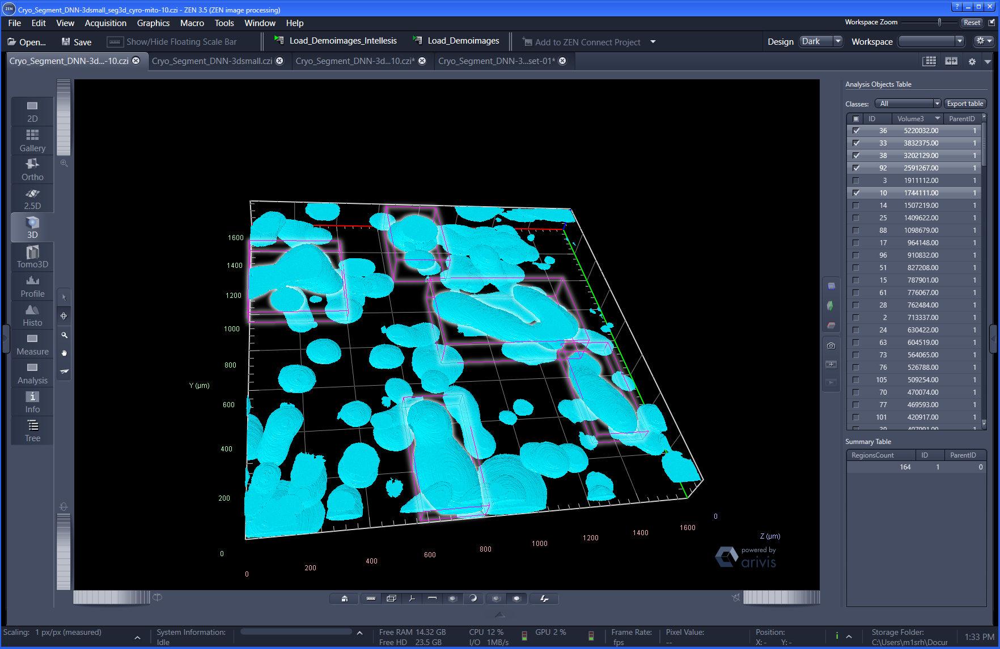 Cryo_Segment_DNN-3dsmall_seg3d_cyro-mito-10.czi - ZEN 3.5 (ZEN image processing)
File Edit View Acquisition Graphics Macro Tools Window Help
Workspace Zoom Reset
Open... Save Show/Hide Floating Scale Bar Load_Demoimages_Intellesis Load_Demoimages Add to ZEN Connect Project Design Dark Workspace
Cryo_Segment_DNN-3d...-10.czi Cryo_Segment_DNN-3dsmall.czi Cryo_Segment_DNN-3d...10.czi* Cryo_Segment_DNN-3...set-01*
2D
Gallery
Ortho
2.5D
3D
Tomo3D
Profile
Histo
Measure
Analysis
Info
Tree
1600
1400
1200
1000
800
Y (µm)
600
400
200
0
0
200
400
600
800
1000
1200
1400
1600
0
Z (µm)
powered by
arivis
Analysis Objects Table
Classes: All Export table
ID Volume3 ParentID
36 5220032.00 1
33 3832375.00 1
38 3202129.00 1
92 2591267.00 1
3 1911112.00 1
10 1744111.00 1
14 1507219.00 1
25 1409622.00 1
88 1098679.00 1
17 964148.00 1
96 910832.00 1
51 827208.00 1
15 787901.00 1
61 776067.00 1
28 762484.00 1
2 713337.00 1
24 630422.00 1
63 604519.00 1
73 564065.00 1
76 526788.00 1
105 509254.00 1
70 470074.00 1
77 469593.00 1
101 420917.00 1
Summary Table
RegionsCount ID ParentID
164 1 0
Scaling: 1 px/px (measured)
System Information:
Idle
Free RAM 14.32 GB
Free HD 23.5 GB
CPU 12 %
I/O 1MB/s
GPU 2 %
Frame Rate:
fps
Pixel Value:
--
Position:
X: - Y: -
Storage Folder:
C:\Users\m1srh\Docur
1:33 PM